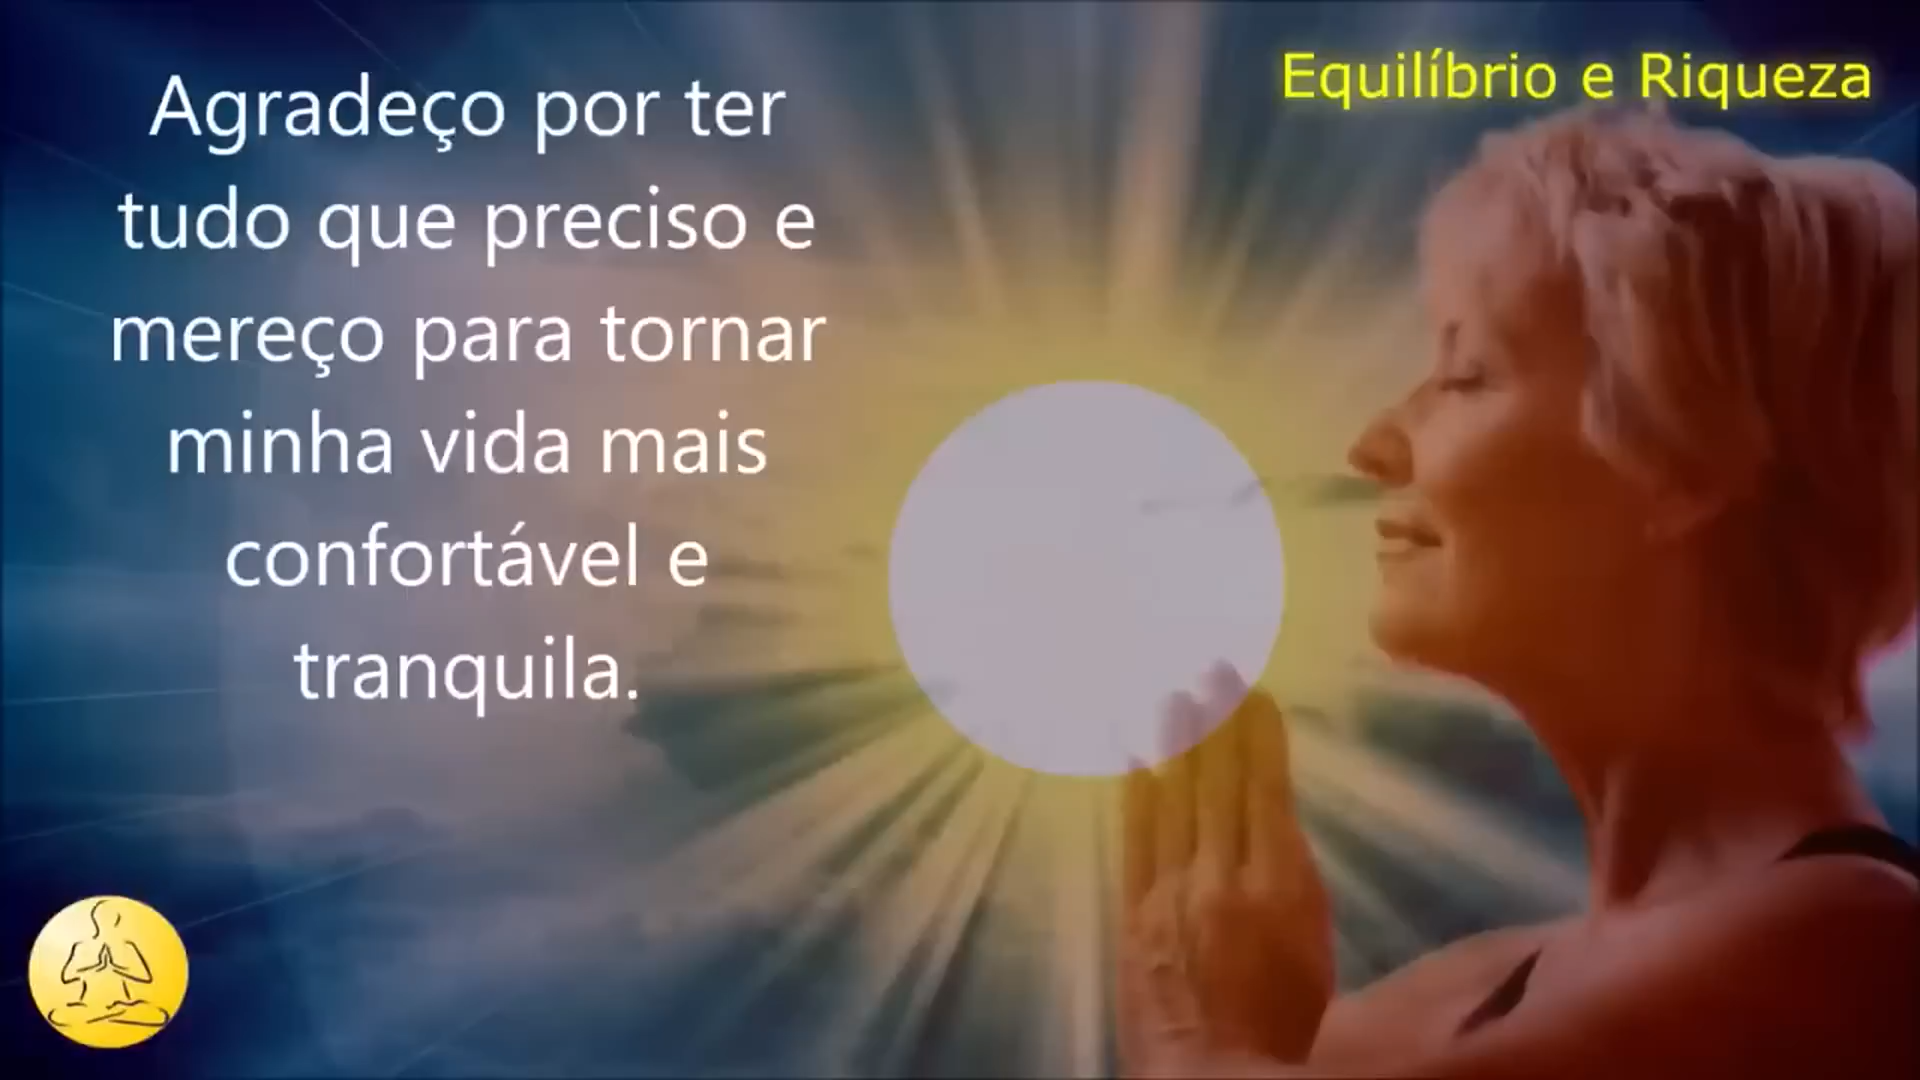 Equilíbrio e Riqueza
Agradeço por ter
tudo que preciso e
mereço para tornar
minha vida mais
confortável e
tranquila.